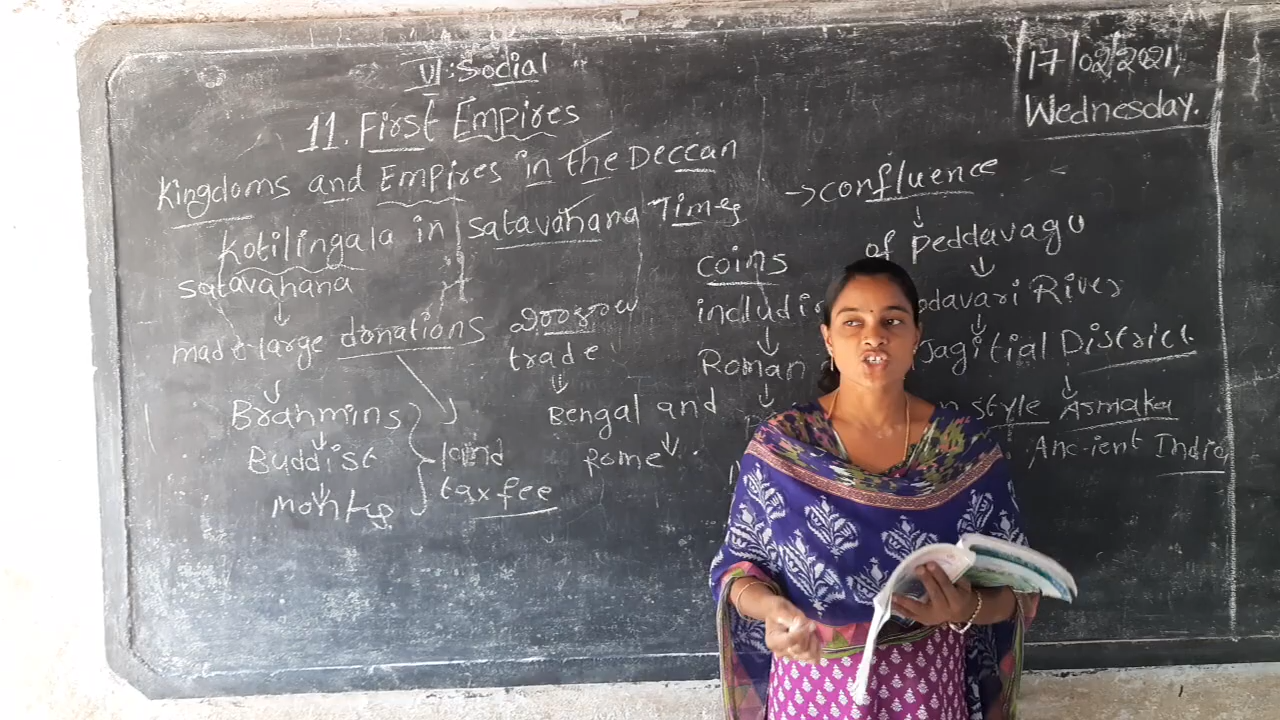 VI : Social
17/02/2021,
Wednesday.
11. First Empires
Kingdoms and Empires in the Deccan
Kotilingala in Satavahana Times
satavahana
made large donations
Brahmins
Buddist
monks
land
tax fee
trade
Bengal and
Rome
coins
includi
Roman
→ confluence
of peddavagu
odavari River
Jagitial District
n style Asmaka
Ancient India